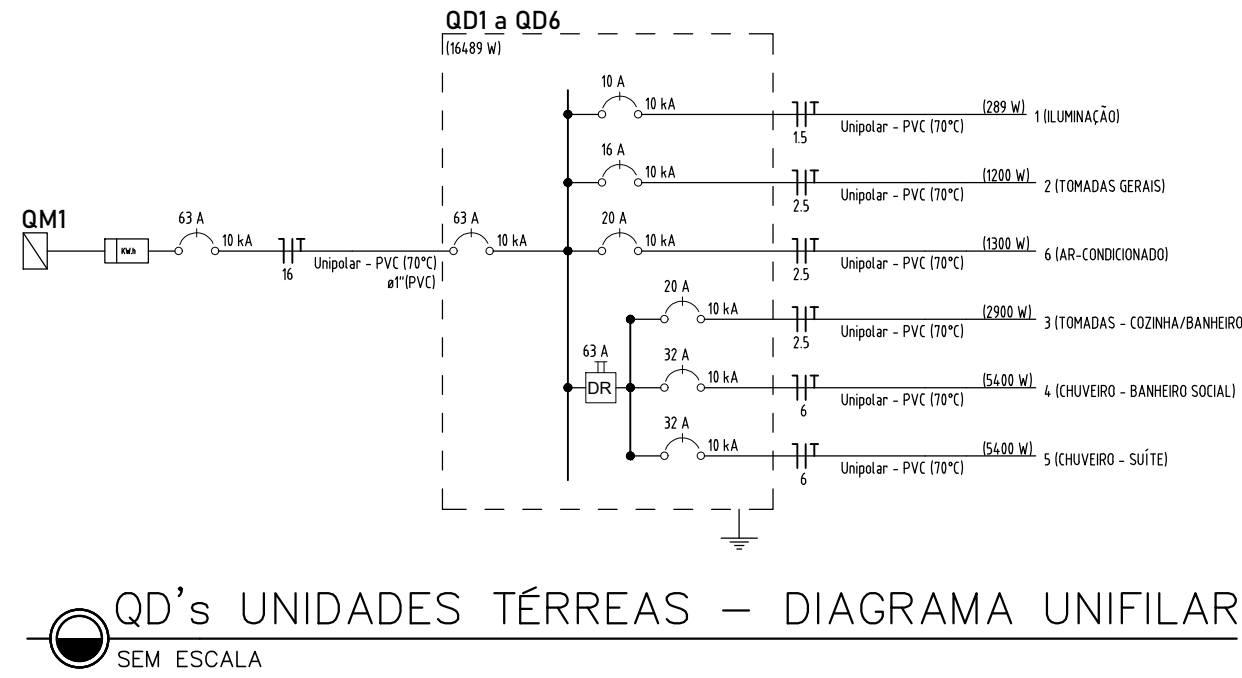 QD1 a QD6
(16489 W)
10 A
10 kA
T
1.5
Unipolar - PVC (70°C)
(289 W)
1 (ILUMINAÇÃO)
16 A
10 kA
T
2.5
Unipolar - PVC (70°C)
(1200 W)
2 (TOMADAS GERAIS)
QM1
KW.h
63 A
10 kA
T
16
Unipolar - PVC (70°C)
ø1"(PVC)
63 A
10 kA
20 A
10 kA
T
2.5
Unipolar - PVC (70°C)
(1300 W)
6 (AR-CONDICIONADO)
20 A
10 kA
T
2.5
Unipolar - PVC (70°C)
(2900 W)
3 (TOMADAS - COZINHA/BANHEIRO
63 A
DR
32 A
10 kA
T
6
Unipolar - PVC (70°C)
(5400 W)
4 (CHUVEIRO - BANHEIRO SOCIAL)
32 A
10 kA
T
6
Unipolar - PVC (70°C)
(5400 W)
5 (CHUVEIRO - SUÍTE)
QD's UNIDADES TÉRREAS - DIAGRAMA UNIFILAR
SEM ESCALA